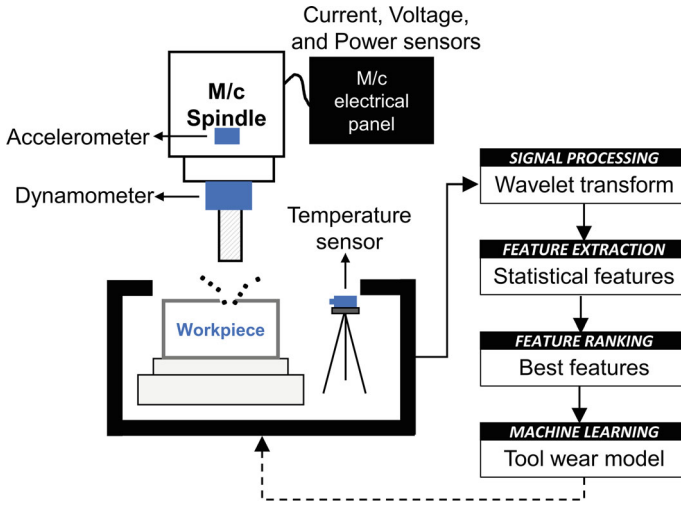 Current, Voltage,
and Power sensors
M/c
Spindle
M/c
electrical
panel
Accelerometer
Dynamometer
Temperature
sensor
Workpiece
SIGNAL PROCESSING
Wavelet transform
FEATURE EXTRACTION
Statistical features
FEATURE RANKING
Best features
MACHINE LEARNING
Tool wear model